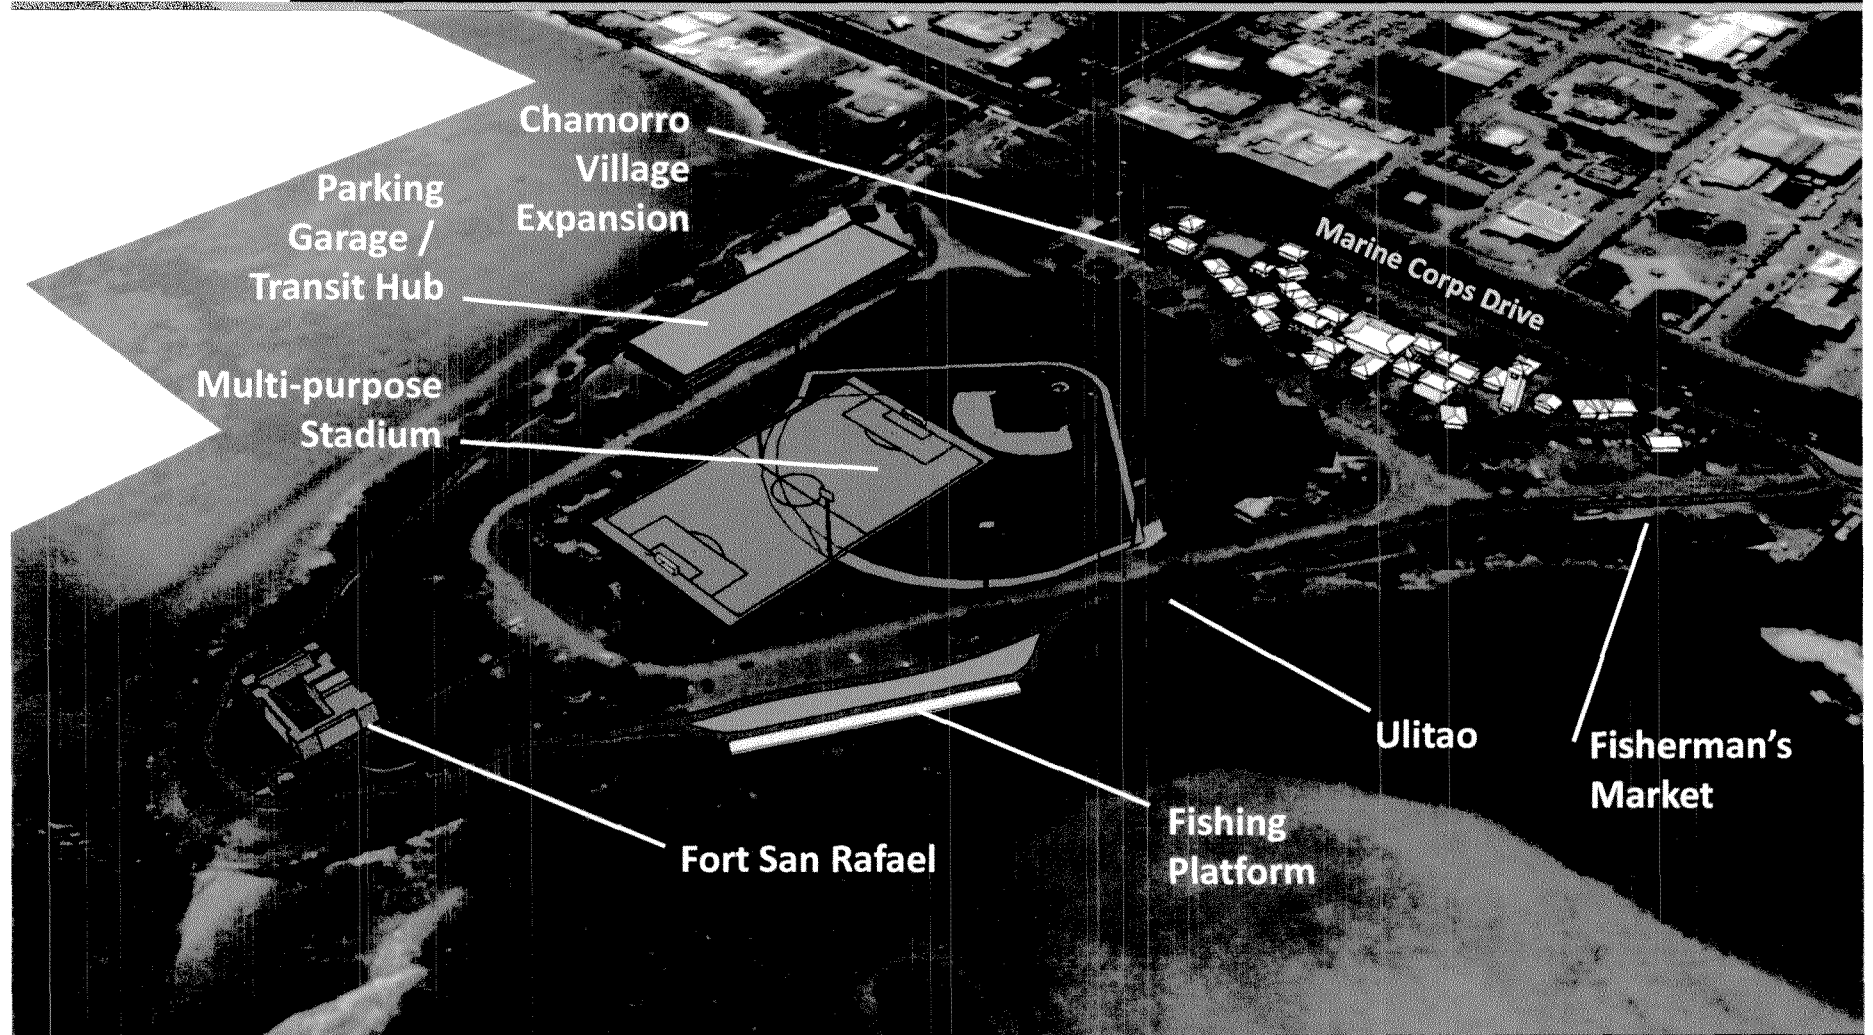 Chamorro
Village
Expansion
Parking
Garage /
Transit Hub
Marine Corps Drive
Multi-purpose
Stadium
Ulitao
Fisherman's
Market
Fishing
Platform
Fort San Rafael